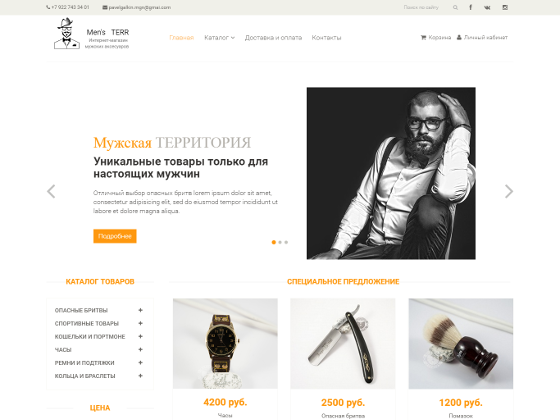 +7 922 743 34 01 pavelgalkin.mgn@gmai.com Поиск по сайту
Men's TERR
Интернет-магазин
мужских аксессуаров
Главная Каталог Доставка и оплата Контакты Корзина Личный кабинет
Мужская ТЕРРИТОРИЯ
Уникальные товары только для
настоящих мужчин
Отличный выбор опасных бритв lorem ipsum dolor sit amet,
consectetur adipisicing elit, sed do eiusmod tempor incididunt ut
labore et dolore magna aliqua.
Подробнее
КАТАЛОГ ТОВАРОВ
СПЕЦИАЛЬНОЕ ПРЕДЛОЖЕНИЕ
ОПАСНЫЕ БРИТВЫ +
СПОРТИВНЫЕ ТОВАРЫ +
КОШЕЛЬКИ И ПОРТМОНЕ +
ЧАСЫ +
РЕМНИ И ПОДТЯЖКИ +
КОЛЬЦА И БРАСЛЕТЫ +
ЦЕНА
4200 руб.
Часы
2500 руб.
Опасная бритва
1200 руб.
Помазок